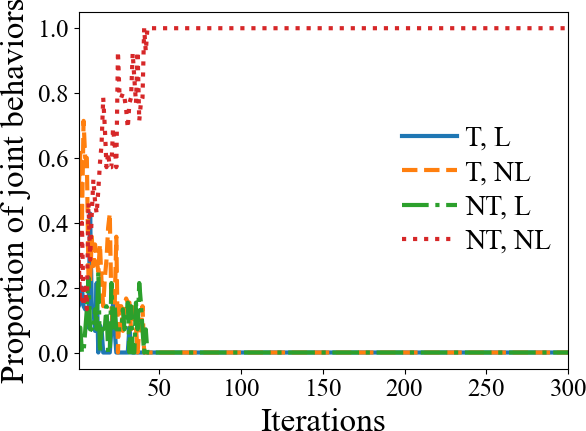 Proportion of joint behaviors
1.0
0.8
0.6
0.4
0.2
0.0
T, L
T, NL
NT, L
NT, NL
50
100
150
200
250
300
Iterations